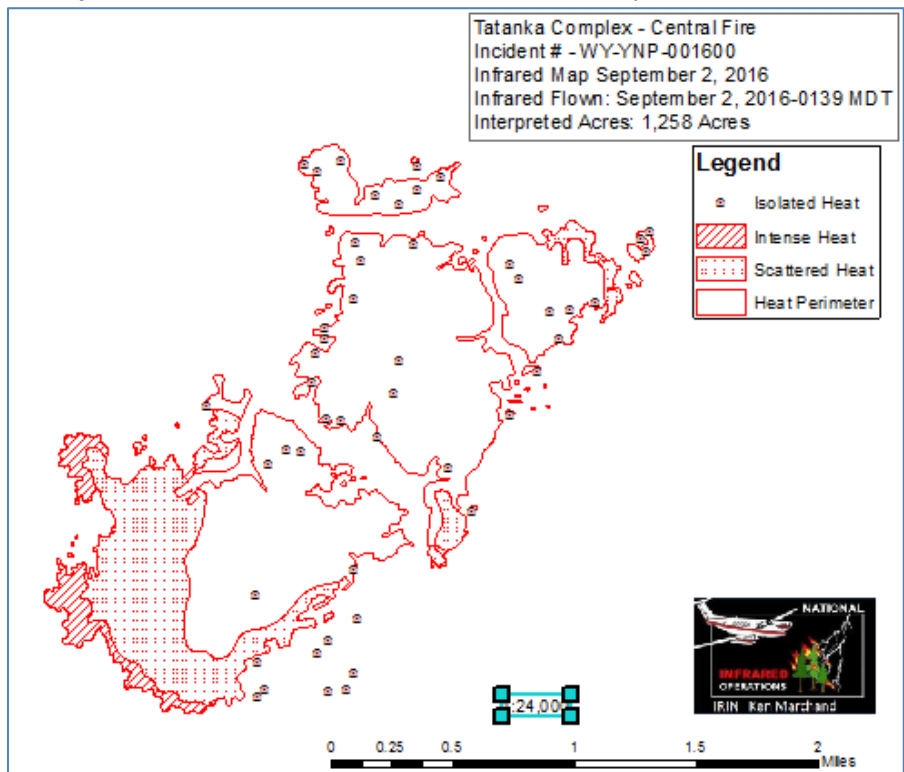 Tatanka Complex - Central Fire
Incident # - WY-YNP-001600
Infrared Map September 2, 2016
Infrared Flown: September 2, 2016-0139 MDT
Interpreted Acres: 1,258 Acres
Legend
Isolated Heat
Intense Heat
Scattered Heat
Heat Perimeter
NATIONAL
INFRARED
OPERATIONS
IRIN Ken Marchand
:24,00
0 0.25 0.5 1 1.5 2
Miles